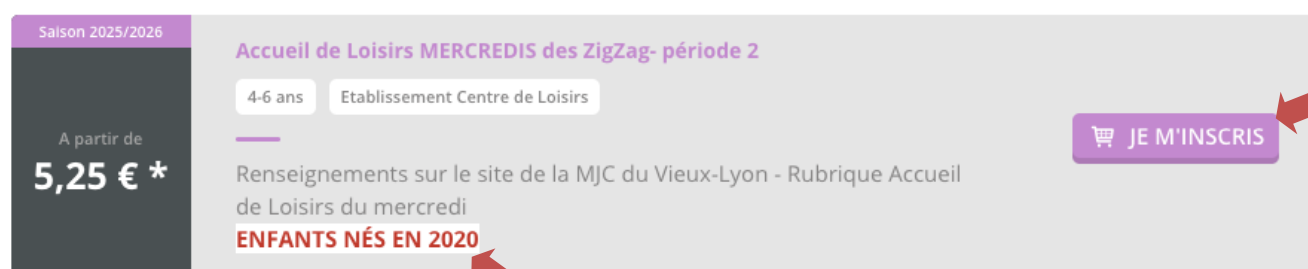 Saison 2025/2026
A partir de
5,25 € *
Accueil de Loisirs MERCREDIS des ZigZag- période 2
4-6 ans
Etablissement Centre de Loisirs
Renseignements sur le site de la MJC du Vieux-Lyon - Rubrique Accueil
de Loisirs du mercredi
ENFANTS NÉS EN 2020
JE M'INSCRIS